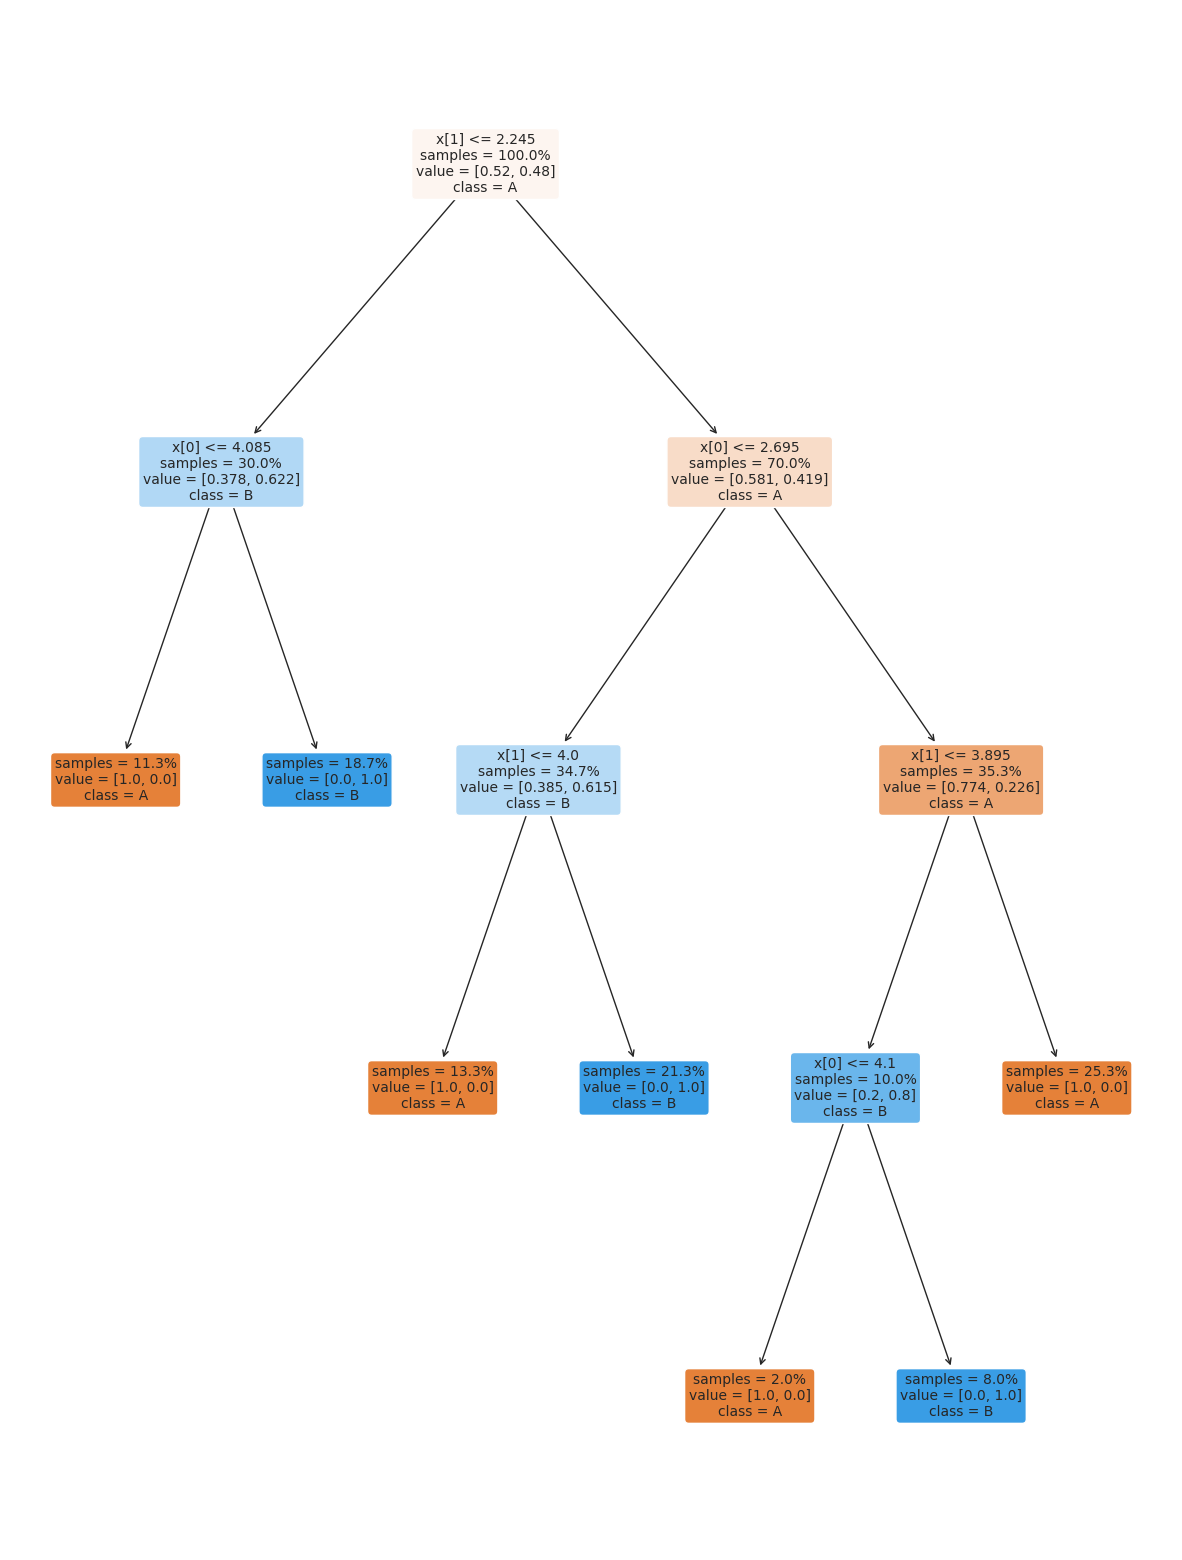 x[1] <= 2.245
samples = 100.0%
value = [0.52, 0.48]
class = A
x[0] <= 4.085
samples = 30.0%
value = [0.378, 0.622]
class = B
x[0] <= 2.695
samples = 70.0%
value = [0.581, 0.419]
class = A
samples = 11.3%
value = [1.0, 0.0]
class = A
samples = 18.7%
value = [0.0, 1.0]
class = B
x[1] <= 4.0
samples = 34.7%
value = [0.385, 0.615]
class = B
x[1] <= 3.895
samples = 35.3%
value = [0.774, 0.226]
class = A
samples = 13.3%
value = [1.0, 0.0]
class = A
samples = 21.3%
value = [0.0, 1.0]
class = B
x[0] <= 4.1
samples = 10.0%
value = [0.2, 0.8]
class = B
samples = 25.3%
value = [1.0, 0.0]
class = A
samples = 2.0%
value = [1.0, 0.0]
class = A
samples = 8.0%
value = [0.0, 1.0]
class = B